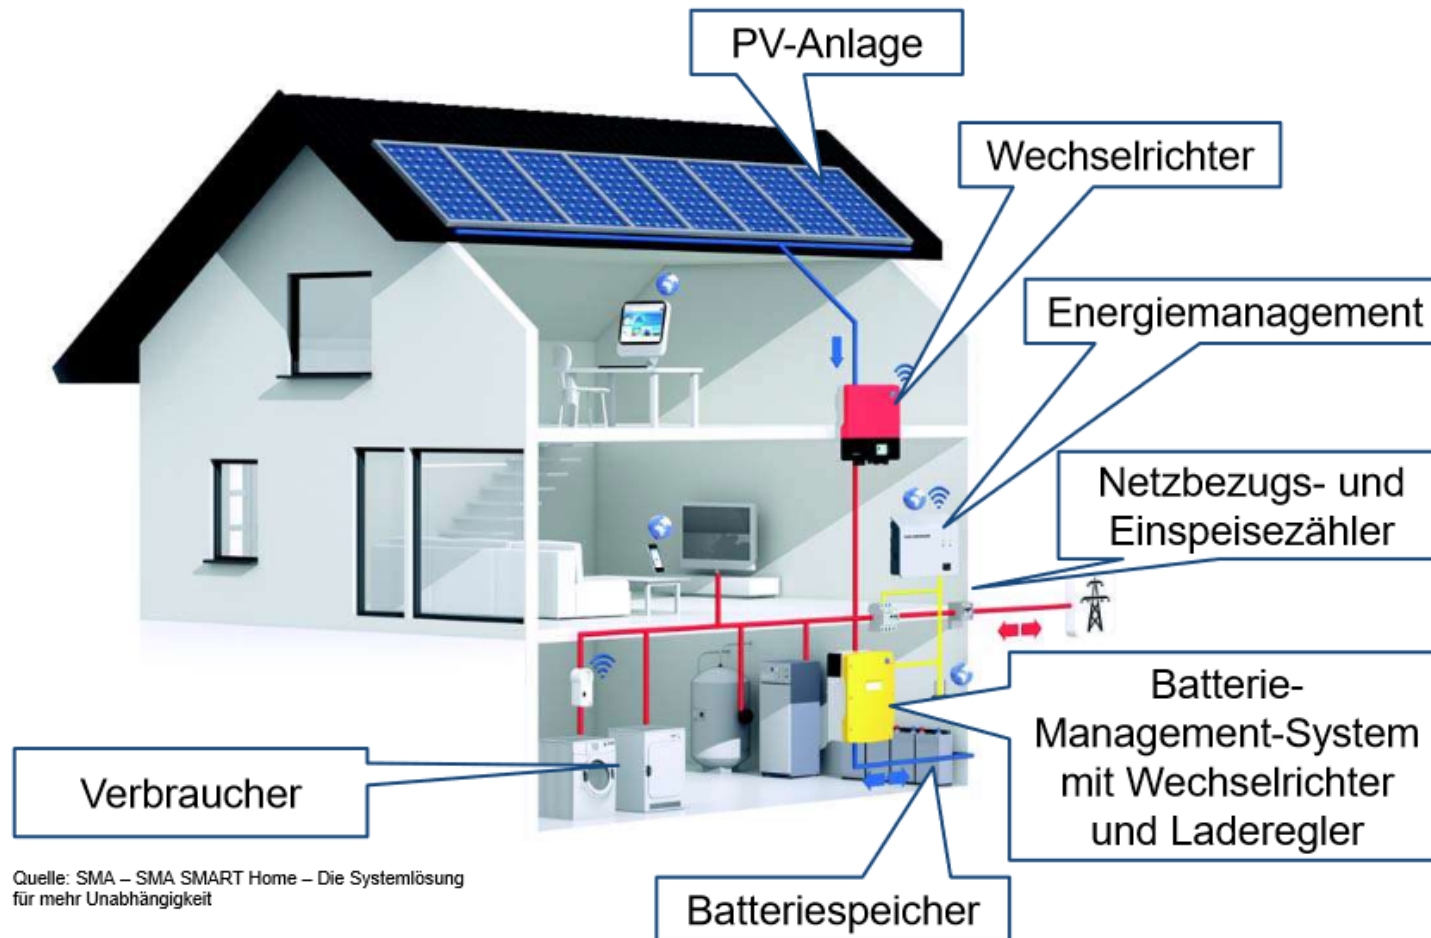 PV-Anlage
Wechselrichter
Energiemanagement
Netzbezugs- und
Einspeisezähler
Batterie-
Management-System
mit Wechselrichter
und Laderegler
Verbraucher
Batteriespeicher
Quelle: SMA – SMA SMART Home – Die Systemlösung
für mehr Unabhängigkeit